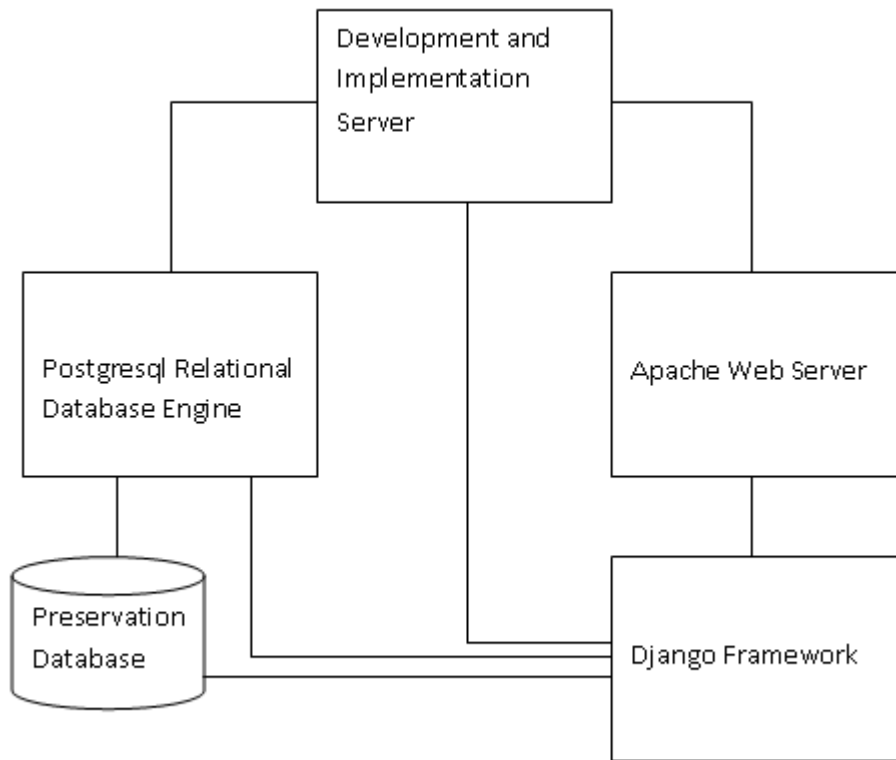 Development and
Implementation
Server
Postgresql Relational
Database Engine
Apache Web Server
Preservation
Database
Django Framework